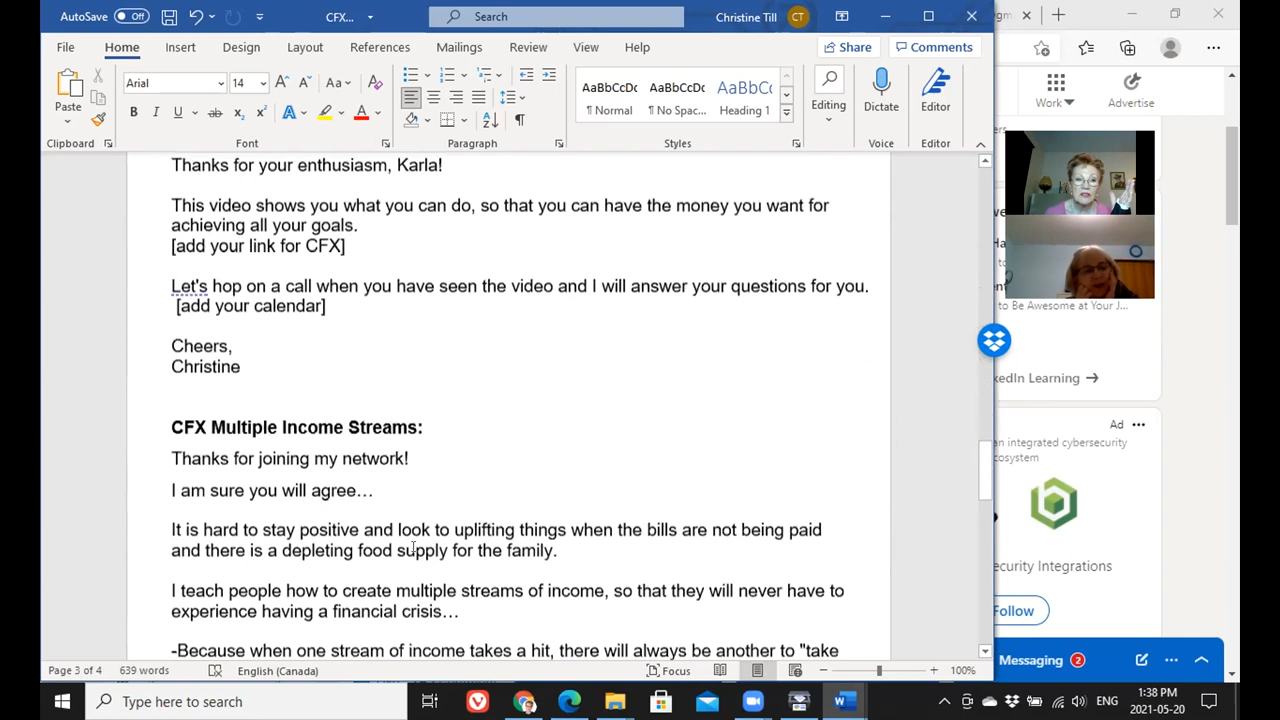 AutoSave Off
CFX...
Search
Christine Till
CT
gm
File
Home
Insert
Design
Layout
References
Mailings
Review
View
Help
Share
Comments
Paste
Arial
14
Aa
B I U ab x₂ x²
A A
AaBbCcDc
AaBbCcDc
AaBbCc
¶ Normal
¶ No Spac...
Heading 1
Editing
Dictate
Editor
Clipboard
Font
Paragraph
Styles
Voice
Editor
Work
Advertise
Thanks for your enthusiasm, Karla!
This video shows you what you can do, so that you can have the money you want for
achieving all your goals.
[add your link for CFX]
Let's hop on a call when you have seen the video and I will answer your questions for you.
[add your calendar]
Cheers,
Christine
CFX Multiple Income Streams:
Thanks for joining my network!
I am sure you will agree…
It is hard to stay positive and look to uplifting things when the bills are not being paid
and there is a depleting food supply for the family.
I teach people how to create multiple streams of income, so that they will never have to
experience having a financial crisis…
-Because when one stream of income takes a hit, there will always be another to "take
to Be Awesome at Your J...
kedIn Learning →
Ad •••
an integrated cybersecurity
cosystem
ecurity Integrations
Follow
Messaging 2
Page 3 of 4
639 words
English (Canada)
Focus
100%
Type here to search
ENG
1:38 PM
2021-05-20